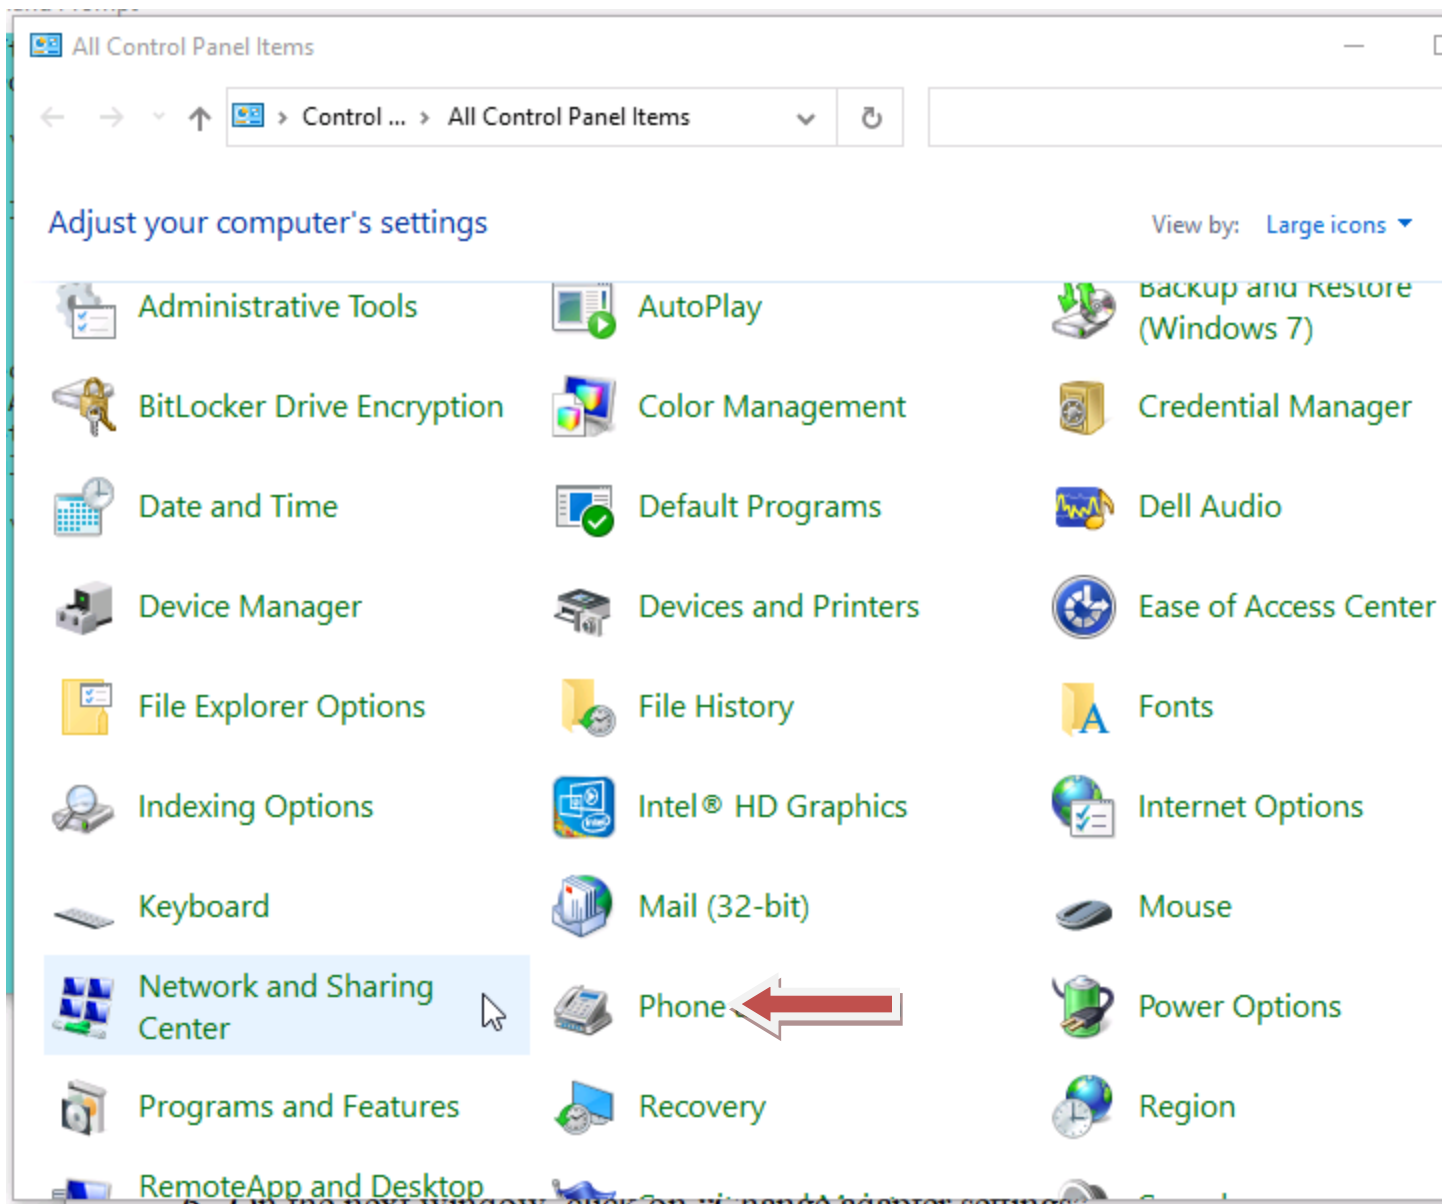 All Control Panel Items
Control ... > All Control Panel Items
Adjust your computer's settings
View by: Large icons
Administrative Tools
AutoPlay
Backup and Restore
(Windows 7)
BitLocker Drive Encryption
Color Management
Credential Manager
Date and Time
Default Programs
Dell Audio
Device Manager
Devices and Printers
Ease of Access Center
File Explorer Options
File History
Fonts
Indexing Options
Intel® HD Graphics
Internet Options
Keyboard
Mail (32-bit)
Mouse
Network and Sharing
Center
Phone
Power Options
Programs and Features
Recovery
Region
RemoteApp and Desktop